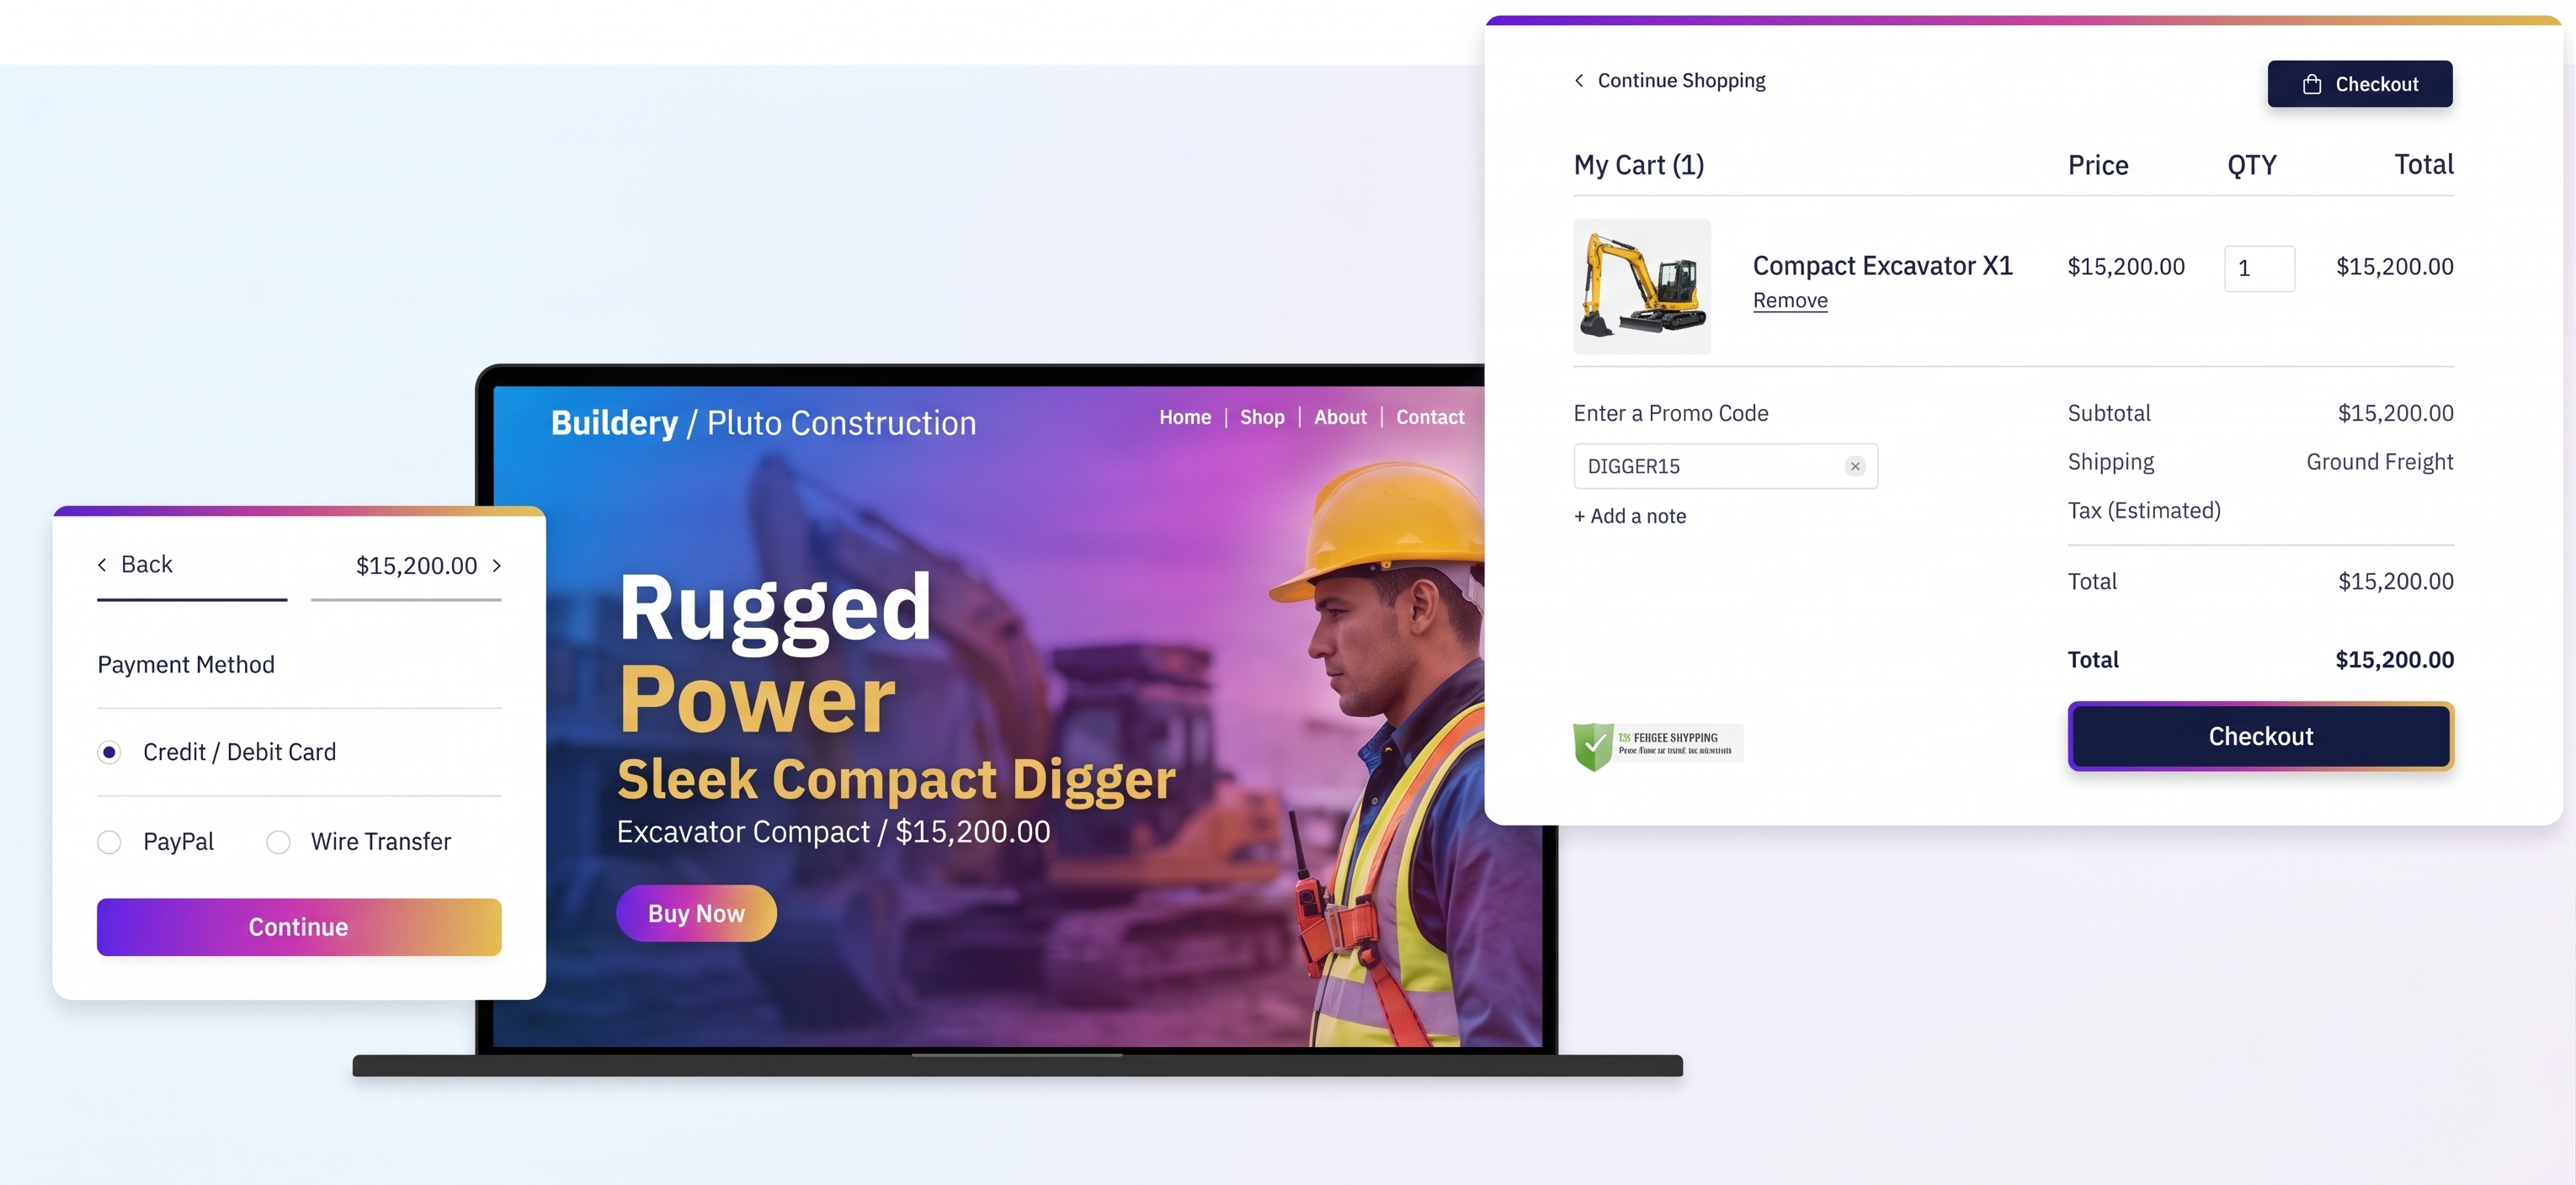 Continue Shopping
Checkout
My Cart (1) Price QTY Total
Compact Excavator X1 $15,200.00 1 $15,200.00
Remove
Enter a Promo Code
DIGGER15
+ Add a note
Subtotal $15,200.00
Shipping Ground Freight
Tax (Estimated)
Total $15,200.00
Total $15,200.00
Checkout
FEHGEE SHYPPING
Buildery / Pluto Construction
Home | Shop | About | Contact
Rugged
Power
Sleek Compact Digger
Excavator Compact / $15,200.00
Buy Now
Back $15,200.00
Payment Method
Credit / Debit Card
PayPal Wire Transfer
Continue